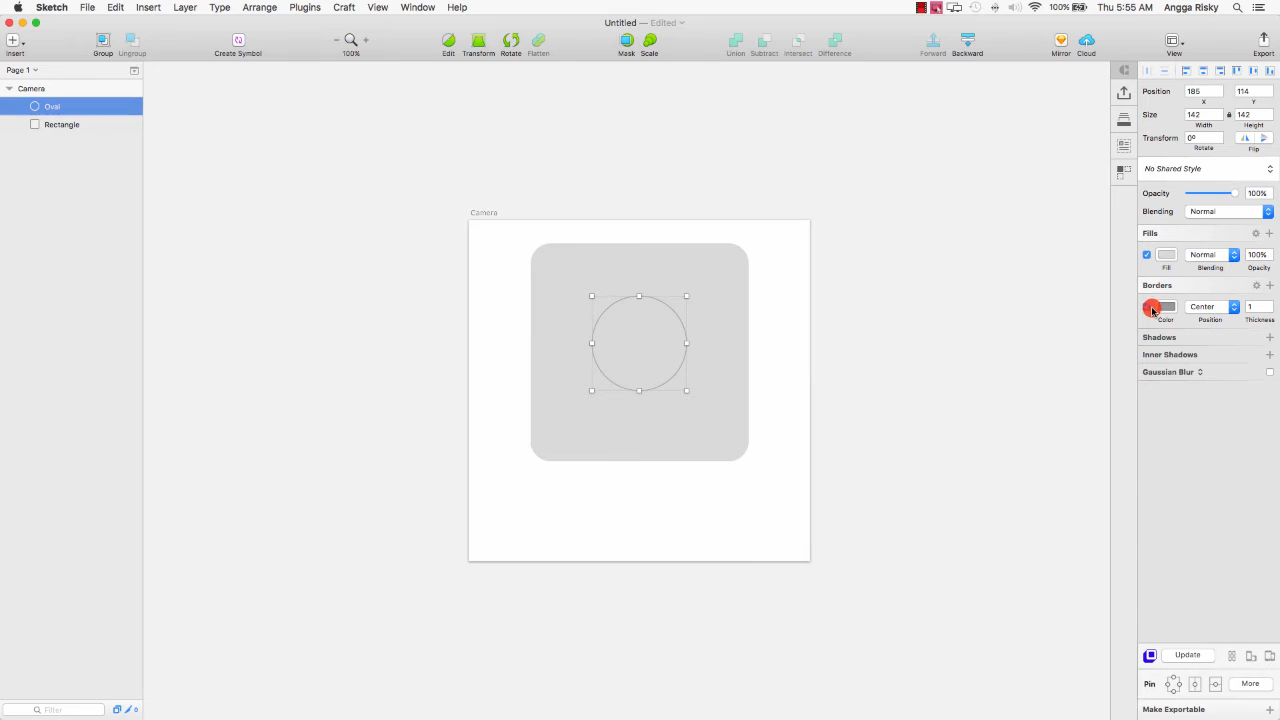 Sketch File Edit Insert Layer Type Arrange Plugins Craft View Window Help 100% Thu 5:55 AM Angga Risky
Untitled — Edited
Insert Group Ungroup Create Symbol 100% Edit Transform Rotate Flatten Mask Scale Union Subtract Intersect Difference Forward Backward Mirror Cloud View Export
Page 1
Camera
Oval
Rectangle
Filter 0
Camera
Position 185 114
X Y
Size 142 142
Width Height
Transform 0º
Rotate Flip
No Shared Style
Opacity 100%
Blending Normal
Fills
Normal 100%
Fill Blending Opacity
Borders
Center 1
Color Position Thickness
Shadows
Inner Shadows
Gaussian Blur
Update
Pin More
Make Exportable